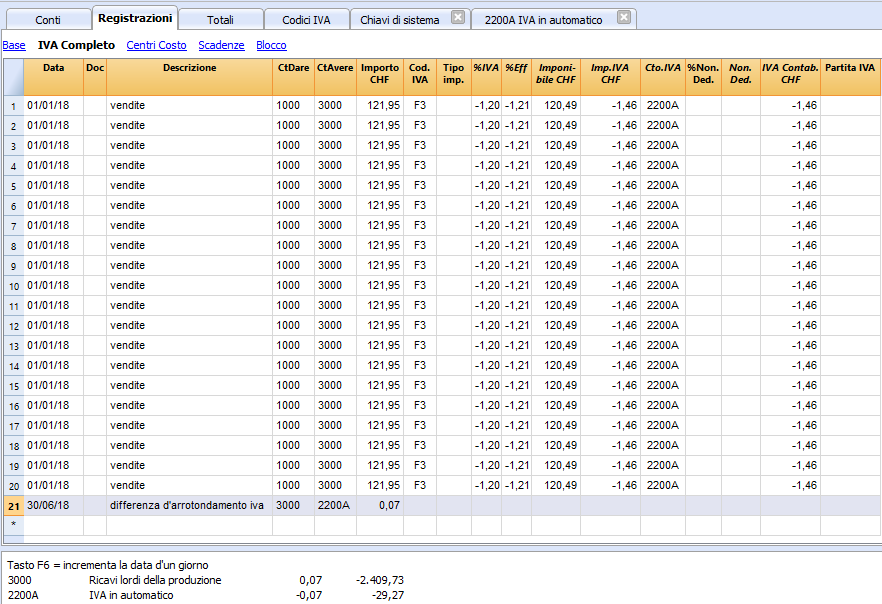 Conti Registrazioni Totali Codici IVA Chiavi di sistema 2200A IVA in automatico
Base IVA Completo Centri Costo Scadenze Blocco
Data Doc Descrizione CtDare CtAvere Importo CHF Cod. IVA Tipo imp. %IVA %Eff Imponi-bile CHF Imp.IVA CHF Cto.IVA %Non. Ded. Non. Ded. IVA Contab. CHF Partita IVA
1 01/01/18 vendite 1000 3000 121,95 F3 -1,20 -1,21 120,49 -1,46 2200A -1,46
2 01/01/18 vendite 1000 3000 121,95 F3 -1,20 -1,21 120,49 -1,46 2200A -1,46
3 01/01/18 vendite 1000 3000 121,95 F3 -1,20 -1,21 120,49 -1,46 2200A -1,46
4 01/01/18 vendite 1000 3000 121,95 F3 -1,20 -1,21 120,49 -1,46 2200A -1,46
5 01/01/18 vendite 1000 3000 121,95 F3 -1,20 -1,21 120,49 -1,46 2200A -1,46
6 01/01/18 vendite 1000 3000 121,95 F3 -1,20 -1,21 120,49 -1,46 2200A -1,46
7 01/01/18 vendite 1000 3000 121,95 F3 -1,20 -1,21 120,49 -1,46 2200A -1,46
8 01/01/18 vendite 1000 3000 121,95 F3 -1,20 -1,21 120,49 -1,46 2200A -1,46
9 01/01/18 vendite 1000 3000 121,95 F3 -1,20 -1,21 120,49 -1,46 2200A -1,46
10 01/01/18 vendite 1000 3000 121,95 F3 -1,20 -1,21 120,49 -1,46 2200A -1,46
11 01/01/18 vendite 1000 3000 121,95 F3 -1,20 -1,21 120,49 -1,46 2200A -1,46
12 01/01/18 vendite 1000 3000 121,95 F3 -1,20 -1,21 120,49 -1,46 2200A -1,46
13 01/01/18 vendite 1000 3000 121,95 F3 -1,20 -1,21 120,49 -1,46 2200A -1,46
14 01/01/18 vendite 1000 3000 121,95 F3 -1,20 -1,21 120,49 -1,46 2200A -1,46
15 01/01/18 vendite 1000 3000 121,95 F3 -1,20 -1,21 120,49 -1,46 2200A -1,46
16 01/01/18 vendite 1000 3000 121,95 F3 -1,20 -1,21 120,49 -1,46 2200A -1,46
17 01/01/18 vendite 1000 3000 121,95 F3 -1,20 -1,21 120,49 -1,46 2200A -1,46
18 01/01/18 vendite 1000 3000 121,95 F3 -1,20 -1,21 120,49 -1,46 2200A -1,46
19 01/01/18 vendite 1000 3000 121,95 F3 -1,20 -1,21 120,49 -1,46 2200A -1,46
20 01/01/18 vendite 1000 3000 121,95 F3 -1,20 -1,21 120,49 -1,46 2200A -1,46
21 30/06/18 differenza d'arrotondamento iva 3000 2200A 0,07
*
Tasto F6 = incrementa la data d'un giorno
3000 Ricavi lordi della produzione 0,07 -2.409,73
2200A IVA in automatico -0,07 -29,27